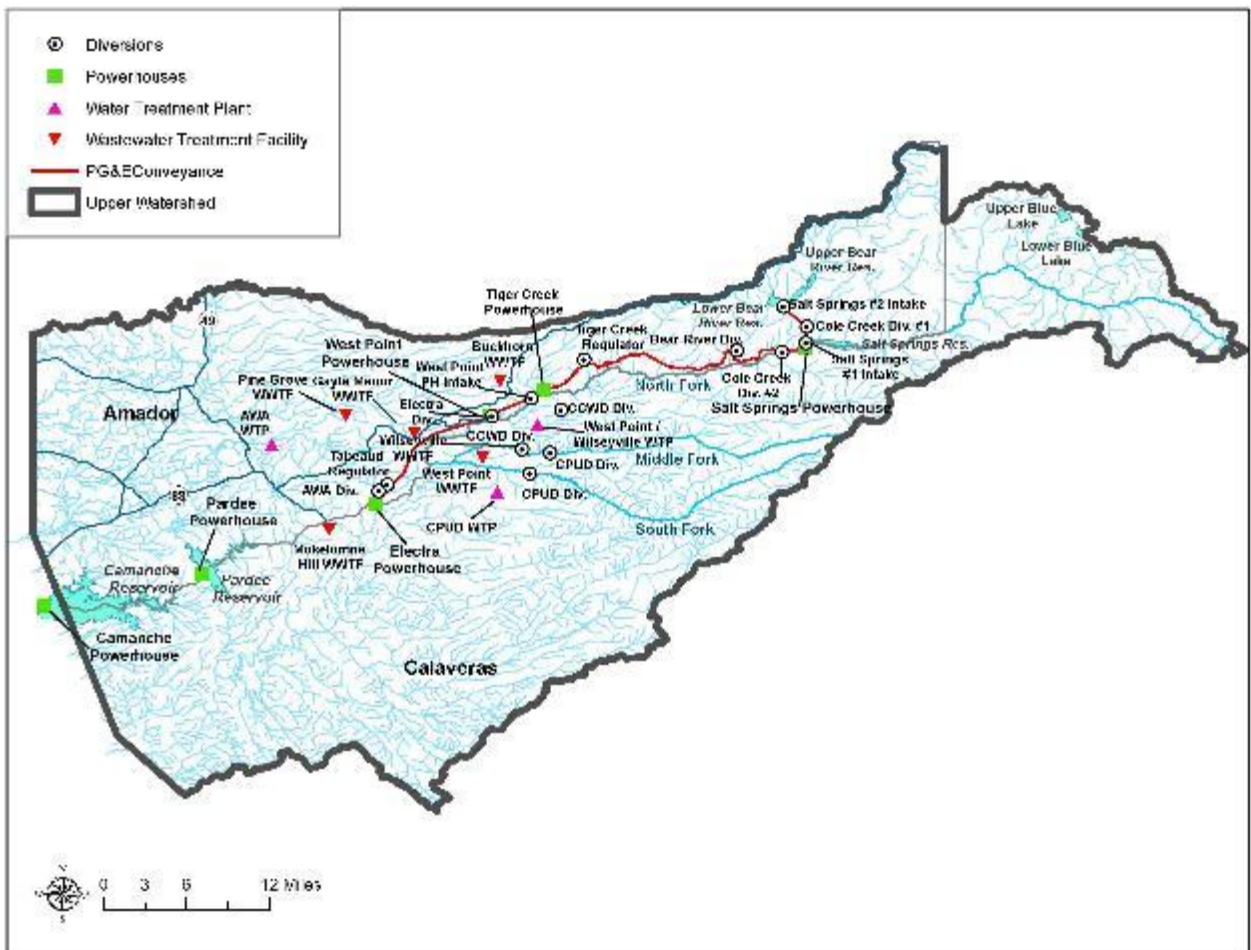 Diversions
Powerhouses
Water Treatment Plant
Wastewater Treatment Facility
PG&EConveyance
Upper Watershed
Upper Blue
Lake
Lower Blue
Lake
Upper Bear
River Res.
Tiger Creek
Powerhouse
Lower Bear
River Res.
Salt Springs #2 Intake
Cole Creek Div. #1
Salt Springs Res.
Salt Springs
#1 Intake
49
Tiger Creek
Regulator
Bear River Div.
West Point
Powerhouse
Buckhorn
WWTF
West Point
PH Intake
North Fork
Cole Creek
Div. #2
Salt Springs Powerhouse
Pine Grove
WWTF
Gayla Manor
WWTF
Amador
AWA
WTP
Electra
Div.
CCWD Div.
West Point /
Wilseyville WTP
Wilseyville
WWTF
CCWD Div.
Middle Fork
CPUD Div.
Tabeaud
Regulator
AWA Div.
West Point
WWTF
CPUD Div.
88
Pardee
Powerhouse
CPUD WTP
South Fork
Mokelumne
Hill WWTF
Electra
Powerhouse
Camanche
Reservoir
Pardee
Reservoir
Camanche
Powerhouse
Calaveras
N
S
0 3 6 12 Miles